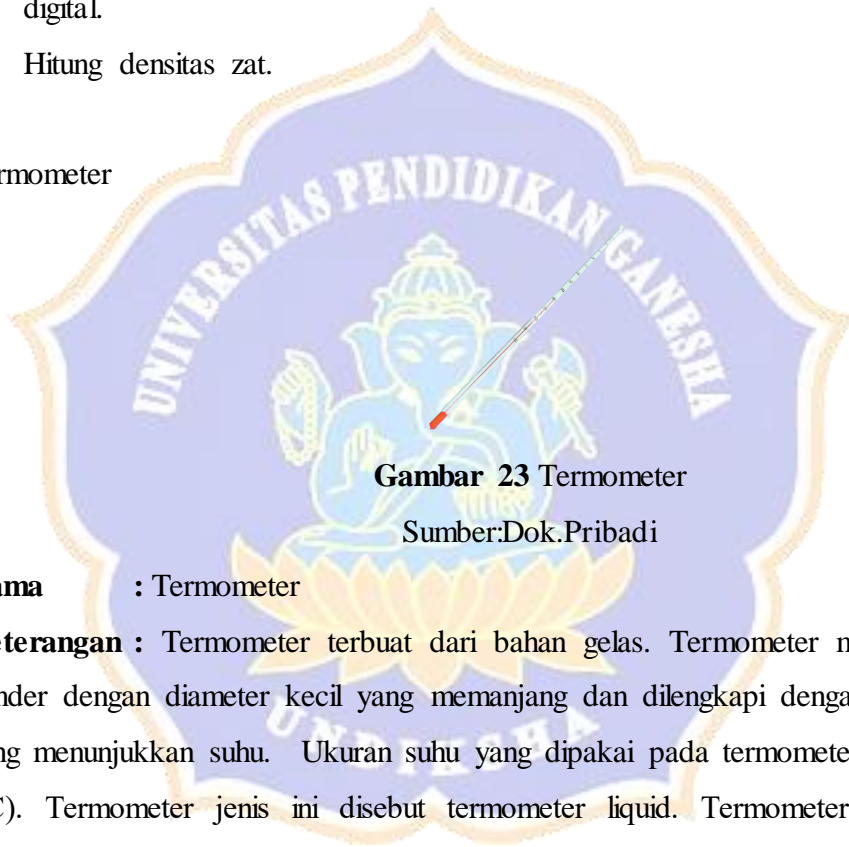 digital.
Hitung densitas zat.
rmometer
UNIVERSITAS PENDIDIKAN GANESHA
Gambar 23 Termometer
Sumber:Dok.Pribadi
ama : Termometer
eterangan : Termometer terbuat dari bahan gelas. Termometer m
nder dengan diameter kecil yang memanjang dan dilengkapi denga
ng menunjukkan suhu. Ukuran suhu yang dipakai pada termomete
UNDIKSHA
C). Termometer jenis ini disebut termometer liquid. Termometer